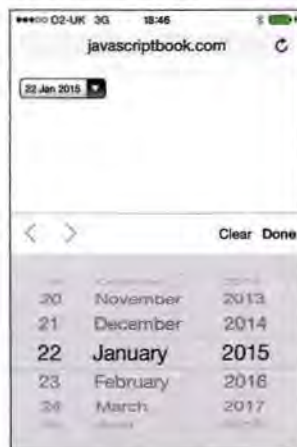 O2-UK 3G 18:46
javascriptbook.com
22 Jan 2015
Clear Done
20 November 2013
21 December 2014
22 January 2015
23 February 2016
24 March 2017